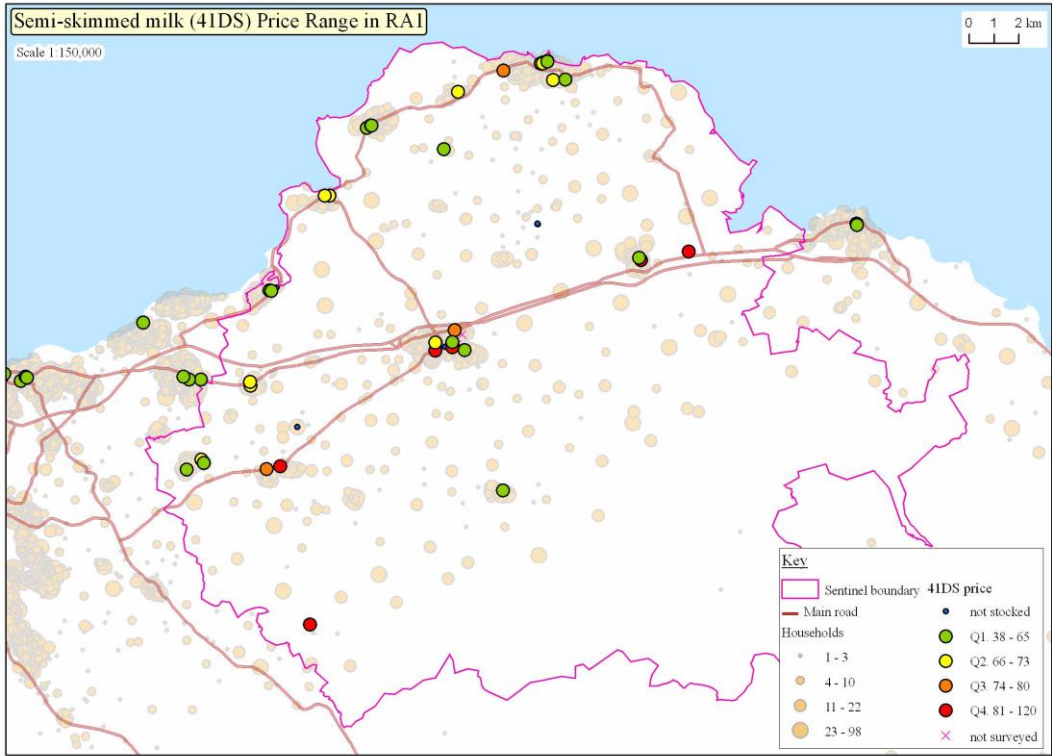 Semi-skimmed milk (41DS) Price Range in RA1
Scale 1:150,000
0 1 2 km
Key
Sentinel boundary
Main road
Households
1 - 3
4 - 10
11 - 22
23 - 98
41DS price
not stocked
Q1. 38 - 65
Q2. 66 - 73
Q3. 74 - 80
Q4. 81 - 120
not surveyed